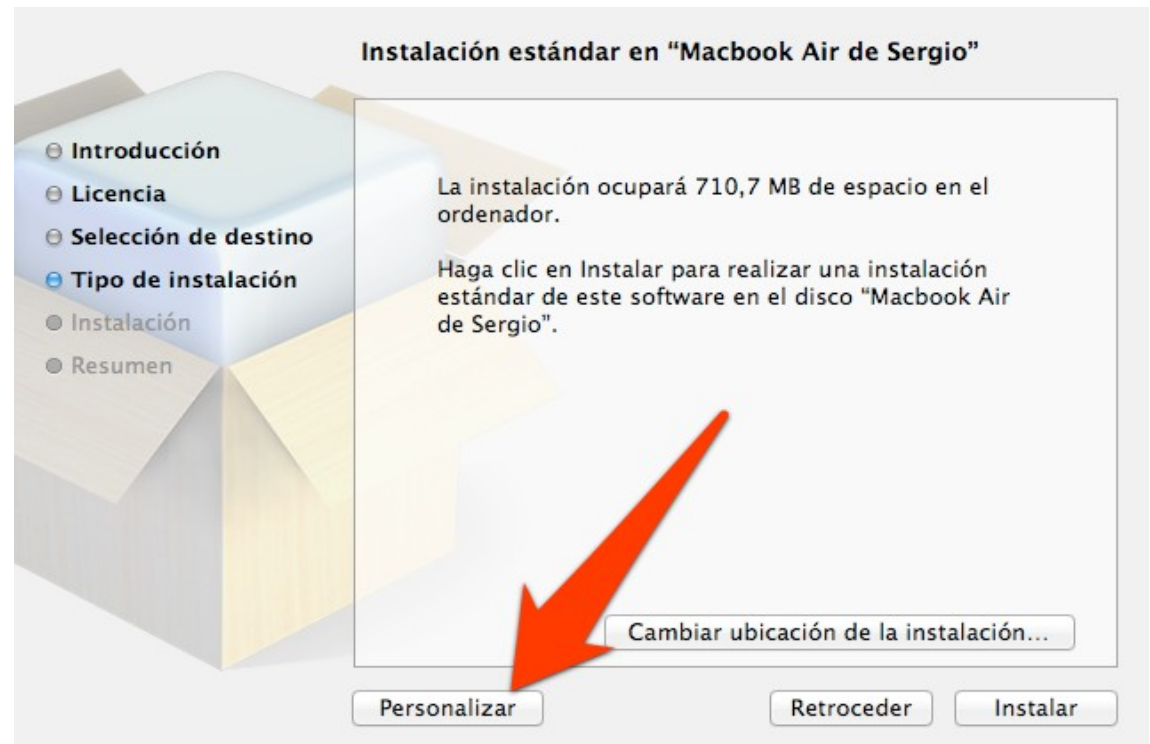 Instalación estándar en “Macbook Air de Sergio”
Introducción
Licencia
Selección de destino
Tipo de instalación
Instalación
Resumen
La instalación ocupará 710,7 MB de espacio en el
ordenador.
Haga clic en Instalar para realizar una instalación
estándar de este software en el disco “Macbook Air
de Sergio”.
Cambiar ubicación de la instalación...
Personalizar
Retroceder
Instalar